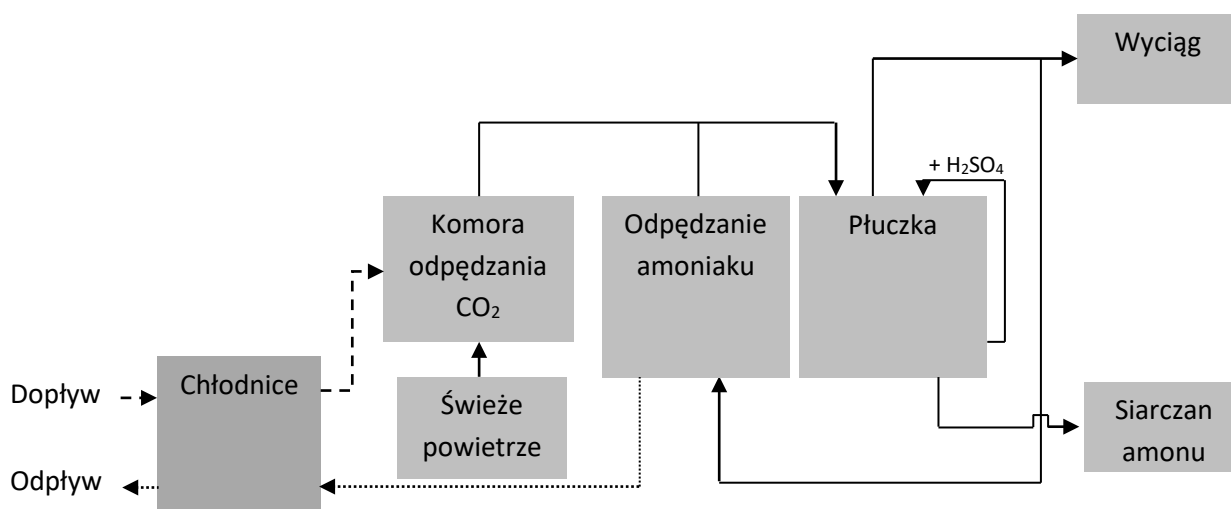 Wyciąg
+ H₂SO₄
Komora
odpędzania
CO₂
Odpędzanie
amoniaku
Płuczka
Dopływ
Chłodnice
Świeże
powietrze
Siarczan
amonu
Odpływ